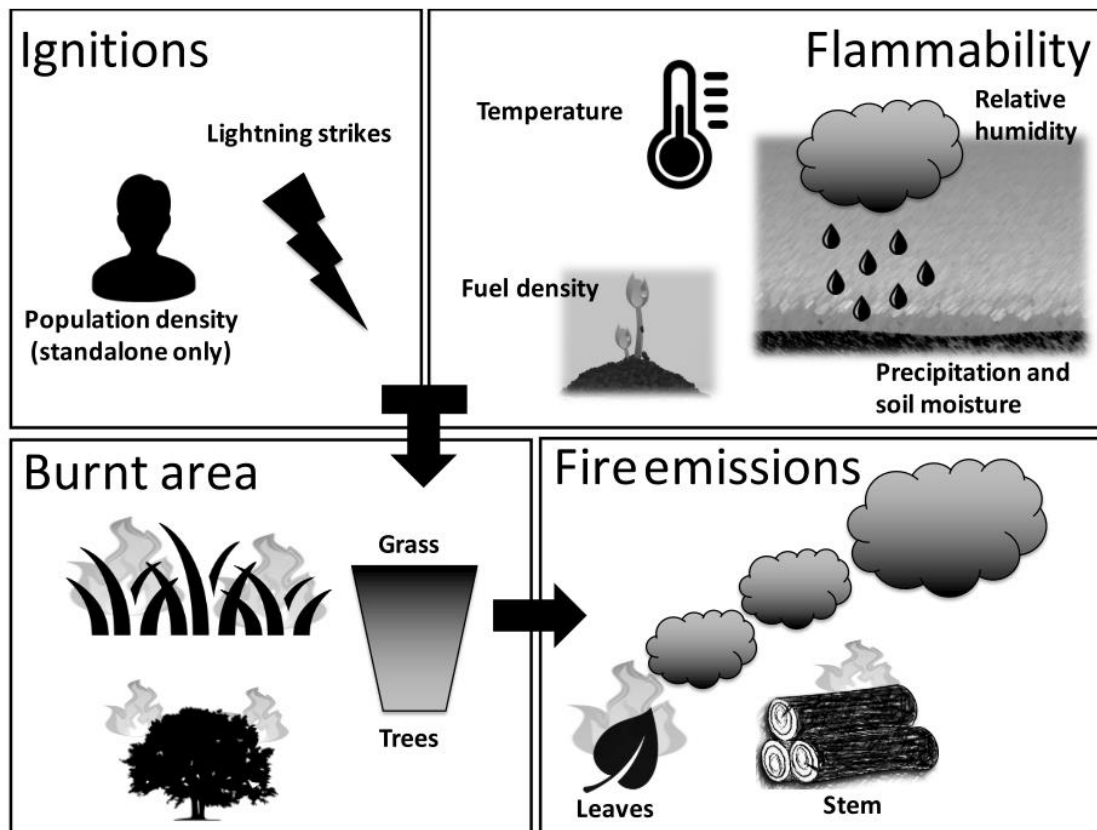 Ignitions
Lightning strikes
Population density
(standalone only)
Flammability
Temperature
Relative
humidity
Fuel density
Precipitation and
soil moisture
Burnt area
Grass
Trees
Fire emissions
Leaves
Stem